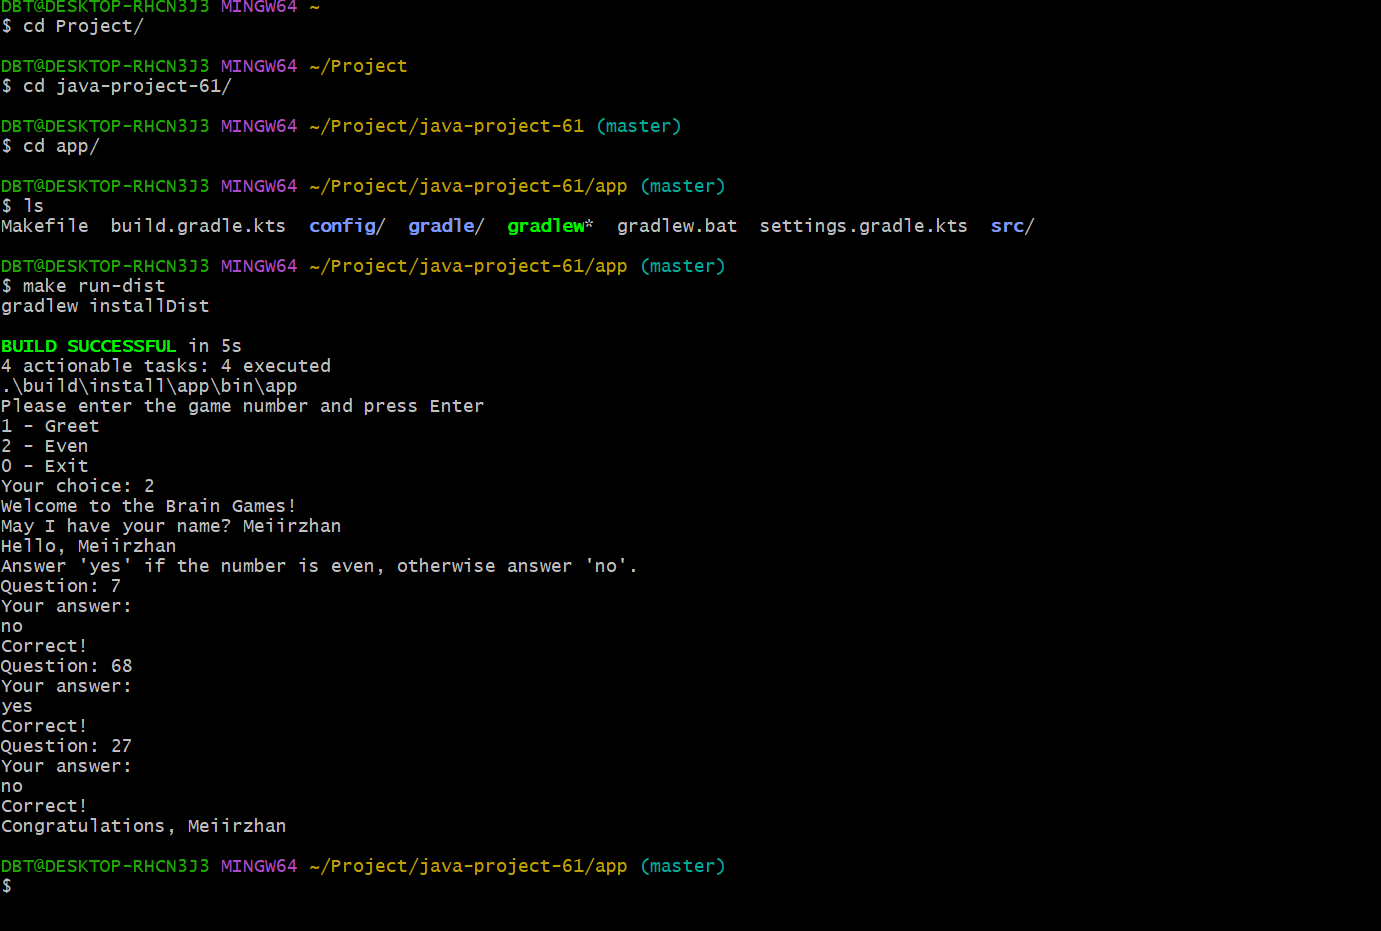 DBT@DESKTOP-RHCN3J3 MINGW64 ~
$ cd Project/
DBT@DESKTOP-RHCN3J3 MINGW64 ~/Project
$ cd java-project-61/
DBT@DESKTOP-RHCN3J3 MINGW64 ~/Project/java-project-61 (master)
$ cd app/
DBT@DESKTOP-RHCN3J3 MINGW64 ~/Project/java-project-61/app (master)
$ ls
Makefile  build.gradle.kts  config/  gradle/  gradlew*  gradlew.bat  settings.gradle.kts  src/
DBT@DESKTOP-RHCN3J3 MINGW64 ~/Project/java-project-61/app (master)
$ make run-dist
gradlew installDist
BUILD SUCCESSFUL in 5s
4 actionable tasks: 4 executed
.\build\install\app\bin\app
Please enter the game number and press Enter
1 - Greet
2 - Even
0 - Exit
Your choice: 2
Welcome to the Brain Games!
May I have your name? Meiirzhan
Hello, Meiirzhan
Answer 'yes' if the number is even, otherwise answer 'no'.
Question: 7
Your answer:
no
Correct!
Question: 68
Your answer:
yes
Correct!
Question: 27
Your answer:
no
Correct!
Congratulations, Meiirzhan
DBT@DESKTOP-RHCN3J3 MINGW64 ~/Project/java-project-61/app (master)
$